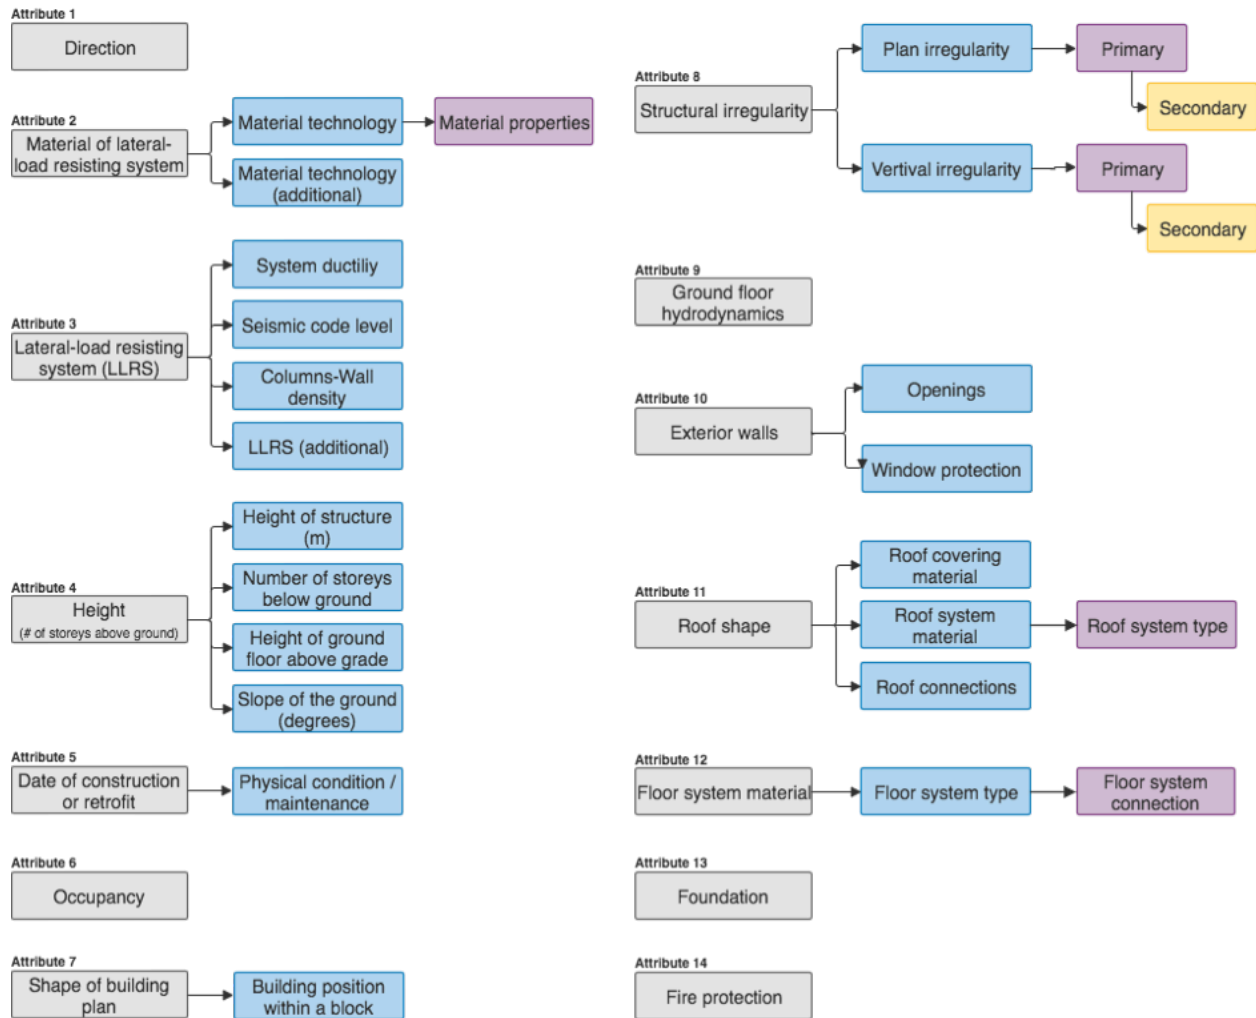 Attribute 1
Direction
Attribute 2
Material of lateral-
load resisting system
Material technology
Material properties
Material technology
(additional)
Attribute 3
Lateral-load resisting
system (LLRS)
System ductiliy
Seismic code level
Columns-Wall
density
LLRS (additional)
Attribute 4
Height
(# of storeys above ground)
Height of structure
(m)
Number of storeys
below ground
Height of ground
floor above grade
Slope of the ground
(degrees)
Attribute 5
Date of construction
or retrofit
Physical condition /
maintenance
Attribute 6
Occupancy
Attribute 7
Shape of building
plan
Building position
within a block
Attribute 8
Structural irregularity
Plan irregularity
Primary
Secondary
Vertival irregularity
Primary
Secondary
Attribute 9
Ground floor
hydrodynamics
Attribute 10
Exterior walls
Openings
Window protection
Attribute 11
Roof shape
Roof covering
material
Roof system
material
Roof system type
Roof connections
Attribute 12
Floor system material
Floor system type
Floor system
connection
Attribute 13
Foundation
Attribute 14
Fire protection